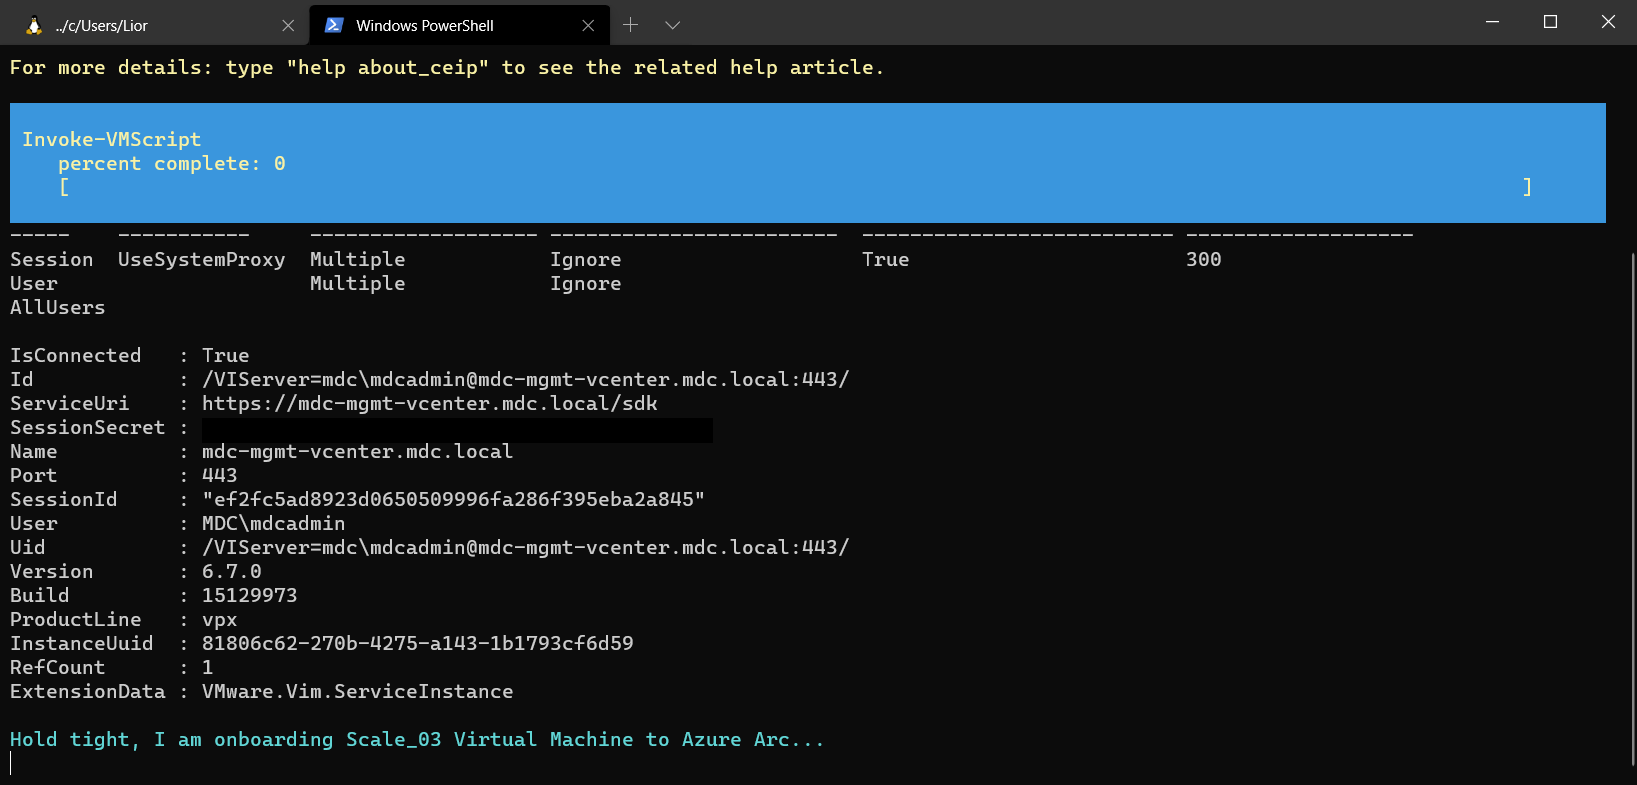 ../c/Users/Lior
Windows PowerShell
For more details: type "help about_ceip" to see the related help article.
Invoke-VMScript
percent complete: 0
[ ]
----- ----------- ------------------- ------------------------ -------------------------- -------------------
Session UseSystemProxy Multiple Ignore True 300
User Multiple Ignore
AllUsers
IsConnected : True
Id : /VIServer=mdc\mdcadmin@mdc-mgmt-vcenter.mdc.local:443/
ServiceUri : https://mdc-mgmt-vcenter.mdc.local/sdk
SessionSecret :
Name : mdc-mgmt-vcenter.mdc.local
Port : 443
SessionId : "ef2fc5ad8923d0650509996fa286f395eba2a845"
User : MDC\mdcadmin
Uid : /VIServer=mdc\mdcadmin@mdc-mgmt-vcenter.mdc.local:443/
Version : 6.7.0
Build : 15129973
ProductLine : vpx
InstanceUuid : 81806c62-270b-4275-a143-1b1793cf6d59
RefCount : 1
ExtensionData : VMware.Vim.ServiceInstance
Hold tight, I am onboarding Scale_03 Virtual Machine to Azure Arc...